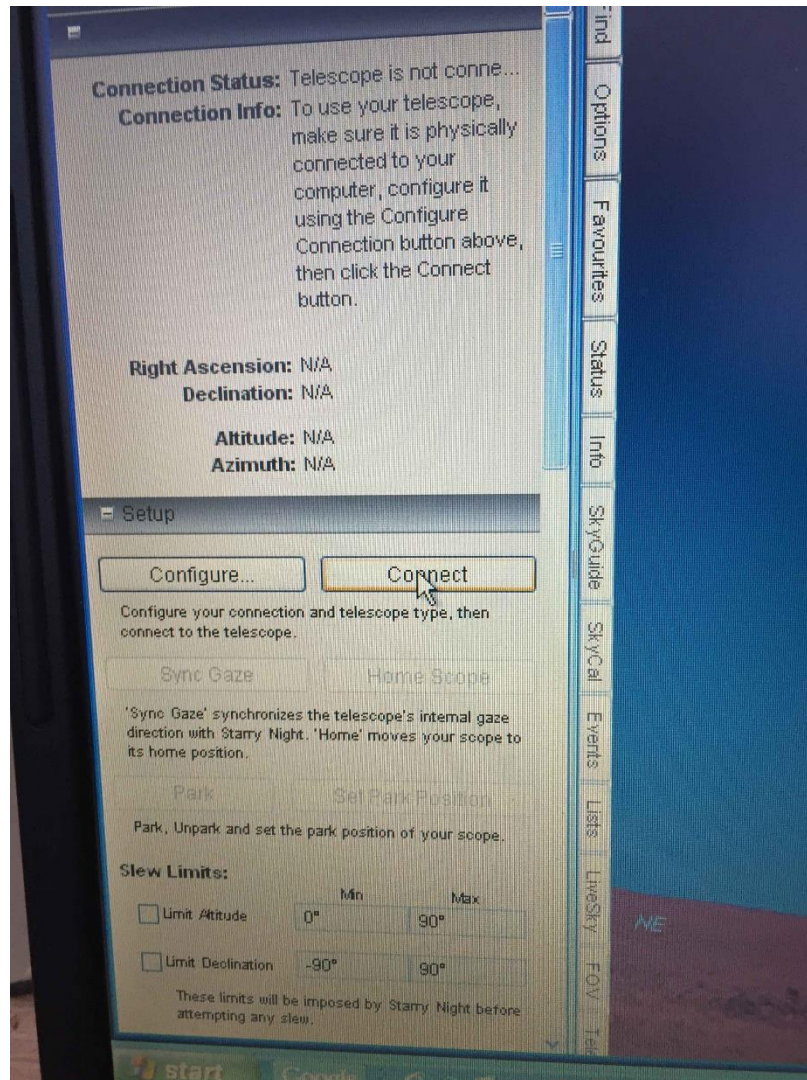 Connection Status: Telescope is not conne...
Connection Info: To use your telescope,
make sure it is physically
connected to your
computer, configure it
using the Configure
Connection button above,
then click the Connect
button.
Right Ascension: N/A
Declination: N/A
Altitude: N/A
Azimuth: N/A
Setup
Configure...
Connect
Configure your connection and telescope type, then
connect to the telescope.
Sync Gaze
Home Scope
'Sync Gaze' synchronizes the telescope's internal gaze
direction with Starry Night. 'Home' moves your scope to
its home position.
Park
Set Park Position
Park, Unpark and set the park position of your scope.
Slew Limits:
Min Max
Limit Altitude 0° 90°
Limit Declination -90° 90°
These limits will be imposed by Starry Night before
attempting any slew.
Find
Options
Favourites
Status
Info
SkyGuide
SkyCal
Events
Lists
LiveSky
FOV
NE
start